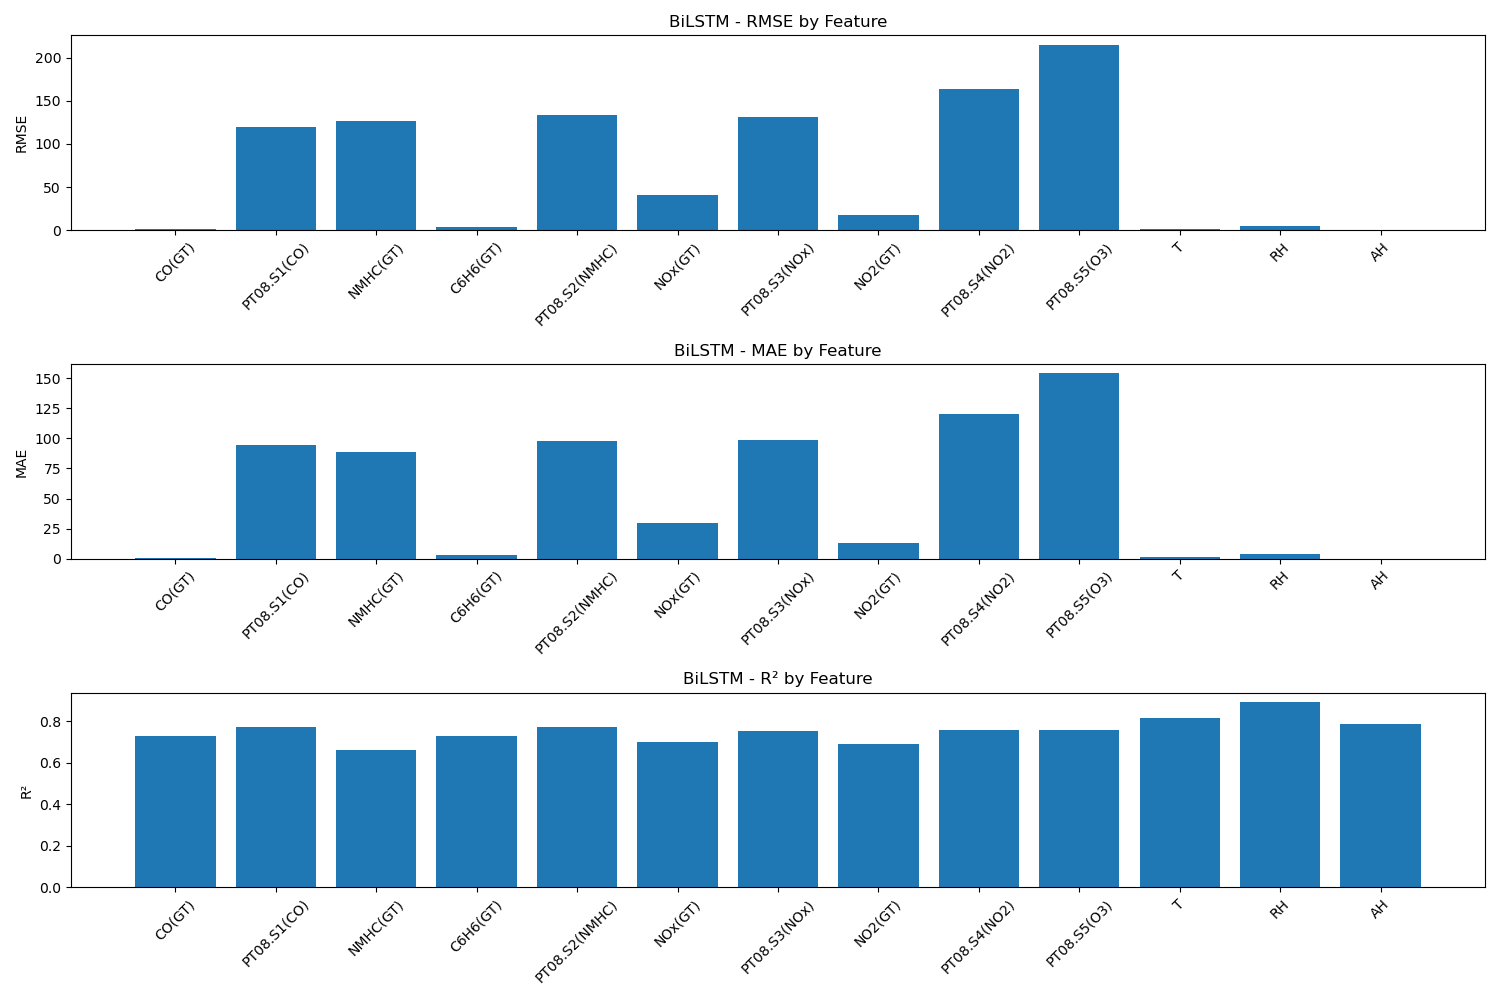 BiLSTM - RMSE by Feature
RMSE
200
150
100
50
0
CO(GT)
PT08.S1(CO)
NMHC(GT)
C6H6(GT)
PT08.S2(NMHC)
NOx(GT)
PT08.S3(NOx)
NO2(GT)
PT08.S4(NO2)
PT08.S5(O3)
T
RH
AH
BiLSTM - MAE by Feature
MAE
150
125
100
75
50
25
0
CO(GT)
PT08.S1(CO)
NMHC(GT)
C6H6(GT)
PT08.S2(NMHC)
NOx(GT)
PT08.S3(NOx)
NO2(GT)
PT08.S4(NO2)
PT08.S5(O3)
T
RH
AH
BiLSTM - R² by Feature
R²
0.8
0.6
0.4
0.2
0.0
CO(GT)
PT08.S1(CO)
NMHC(GT)
C6H6(GT)
PT08.S2(NMHC)
NOx(GT)
PT08.S3(NOx)
NO2(GT)
PT08.S4(NO2)
PT08.S5(O3)
T
RH
AH